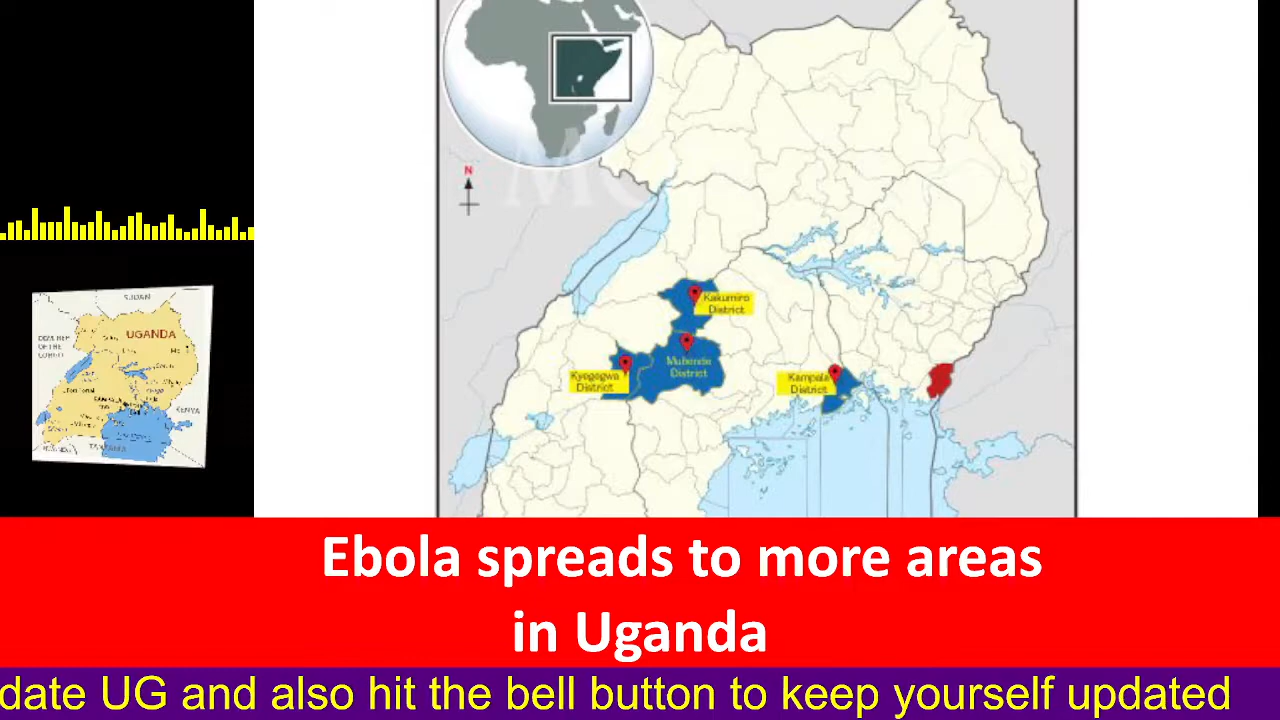 N
Kakumiro
District
Mubende
District
Kyegegwa
District
Kampala
District
SUDAN
UGANDA
KENYA
Ebola spreads to more areas
in Uganda
date UG and also hit the bell button to keep yourself updated